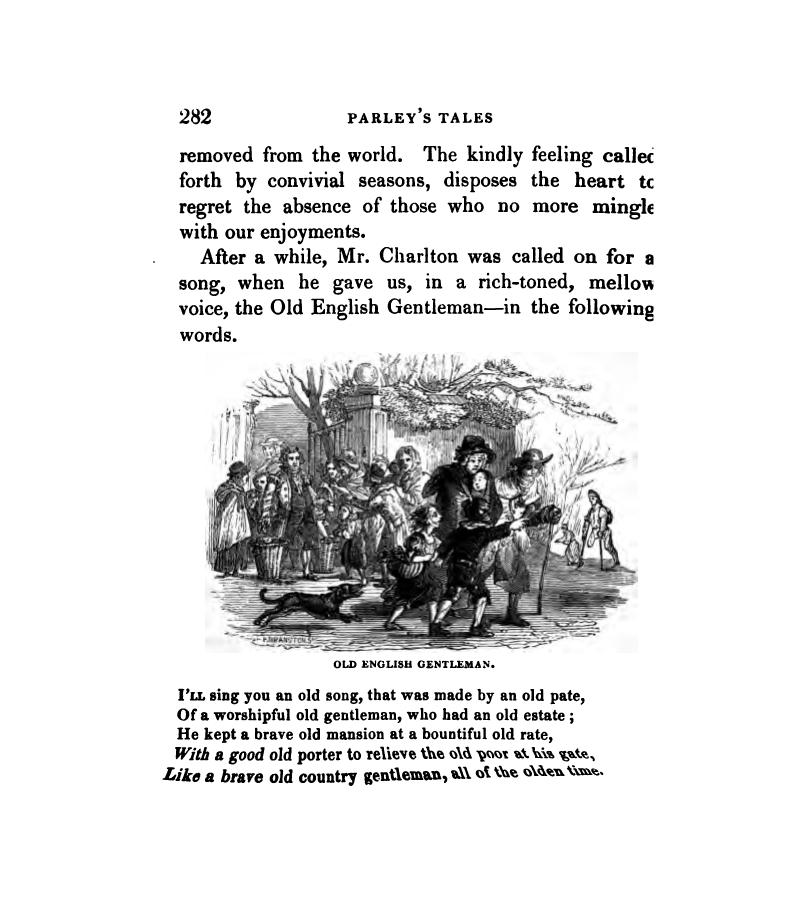 282 PARLEY'S TALES
removed from the world. The kindly feeling called
forth by convivial seasons, disposes the heart to
regret the absence of those who no more mingle
with our enjoyments.
After a while, Mr. Charlton was called on for a
song, when he gave us, in a rich-toned, mellow
voice, the Old English Gentleman—in the following
words.
OLD ENGLISH GENTLEMAN.
I'LL sing you an old song, that was made by an old pate,
Of a worshipful old gentleman, who had an old estate;
He kept a brave old mansion at a bountiful old rate,
With a good old porter to relieve the old poor at his gate,
Like a brave old country gentleman, all of the olden time.